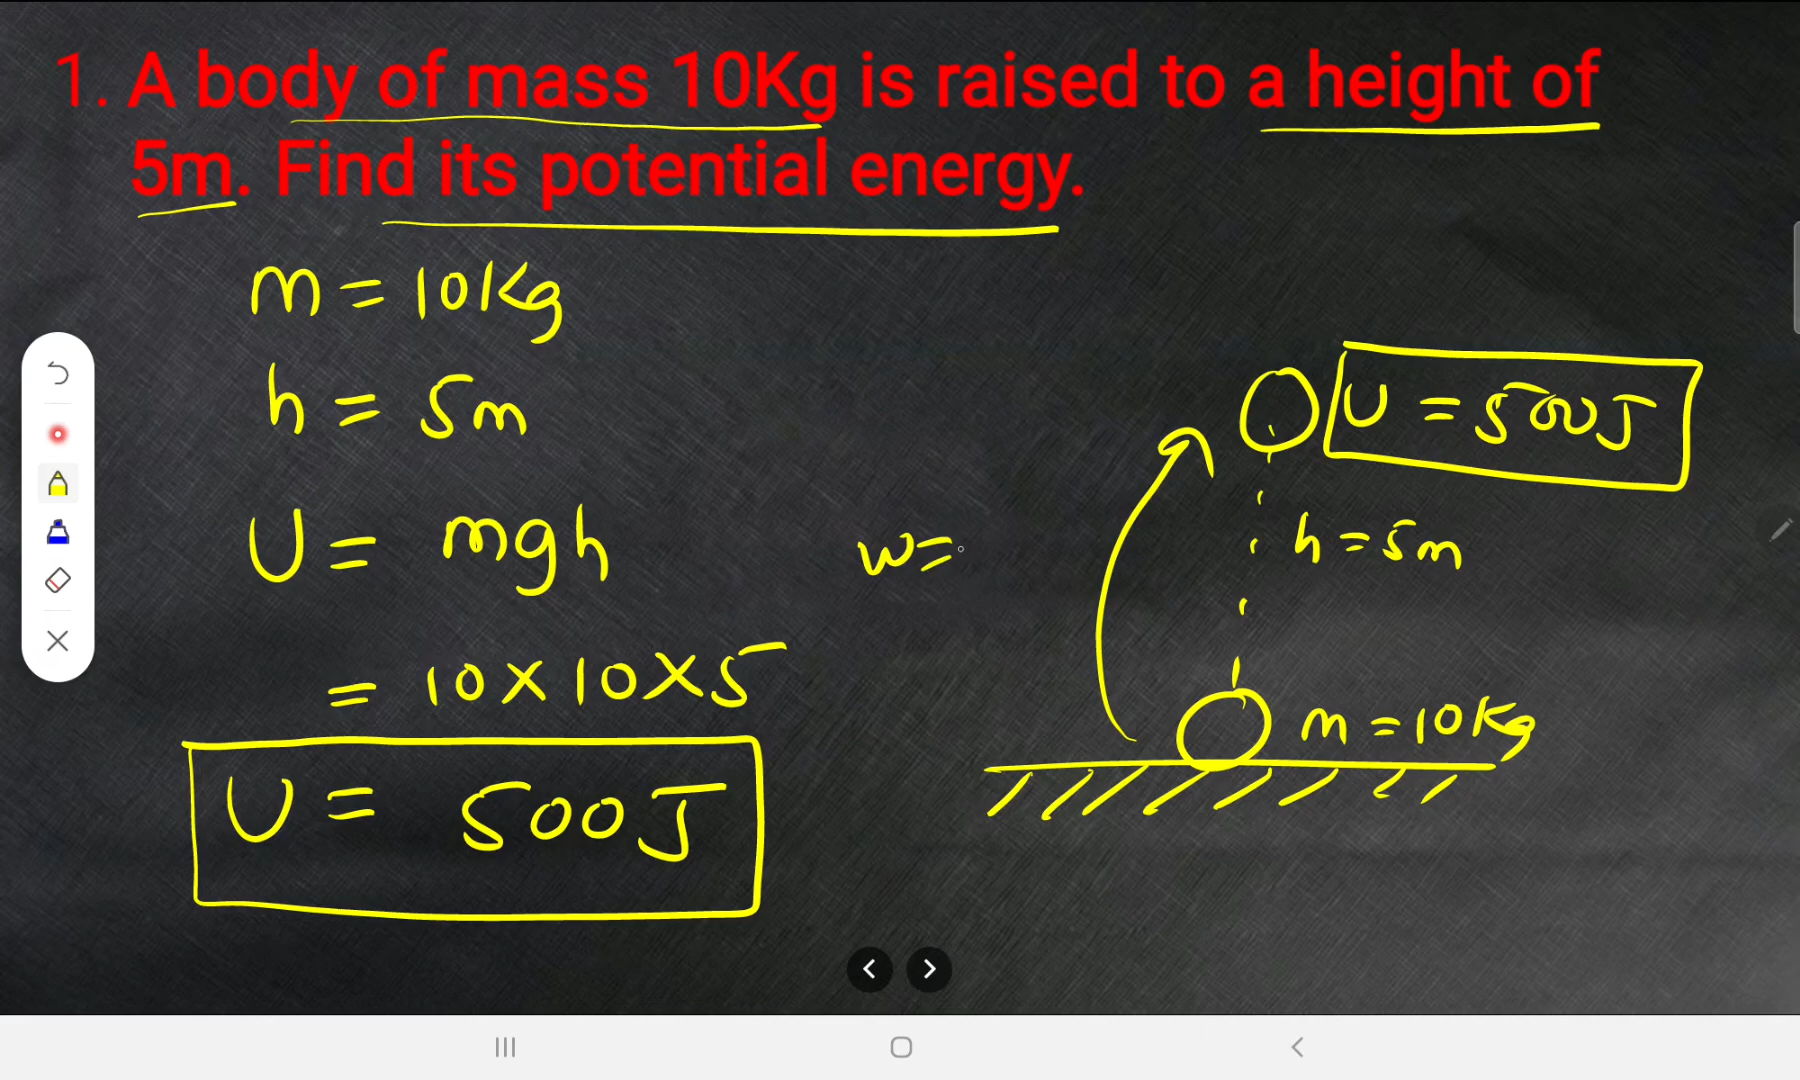 1. A body of mass 10Kg is raised to a height of
5m. Find its potential energy.
m = 10Kg
h = 5m
U = mgh
= 10 × 10 × 5
U = 500J
w =
U = 500J
h = 5m
m = 10Kg